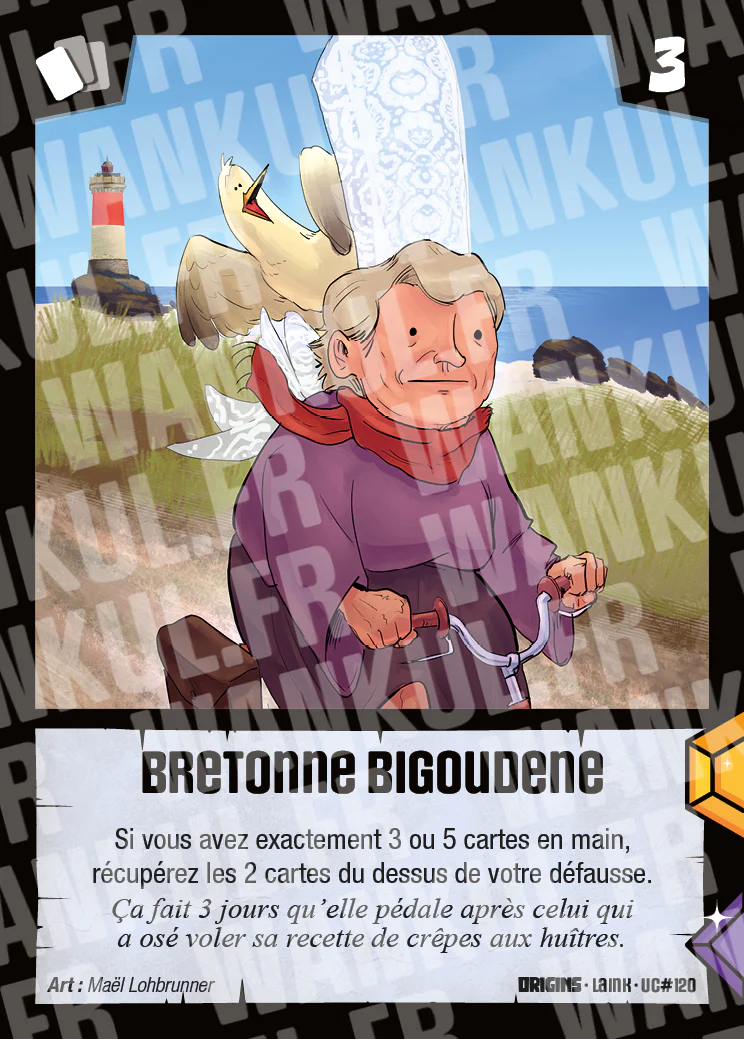 3
BRETONNE BIGOUDENE
Si vous avez exactement 3 ou 5 cartes en main,
récupérez les 2 cartes du dessus de votre défausse.
Ça fait 3 jours qu’elle pédale après celui qui
a osé voler sa recette de crêpes aux huîtres.
Art : Maël Lohbrunner
ORIGINS · LAINK · UC#120
WANKUL.FR